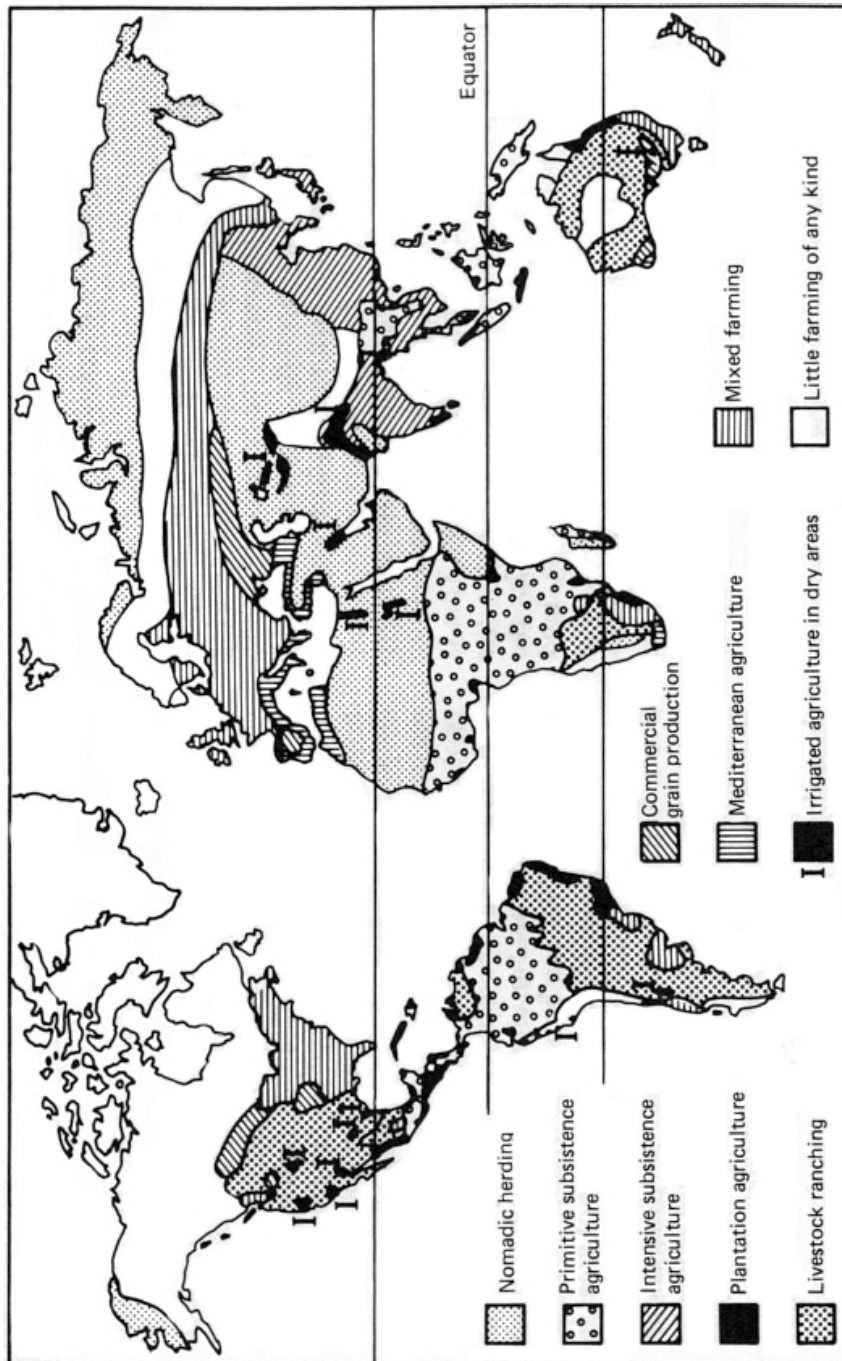 Equator
Nomadic herding
Primitive subsistence
agriculture
Intensive subsistence
agriculture
Plantation agriculture
Livestock ranching
Commercial
grain production
Mediterranean agriculture
I Irrigated agriculture in dry areas
Mixed farming
Little farming of any kind
I
I
I
I
I
I
I
I
I
I
I
I
I
I